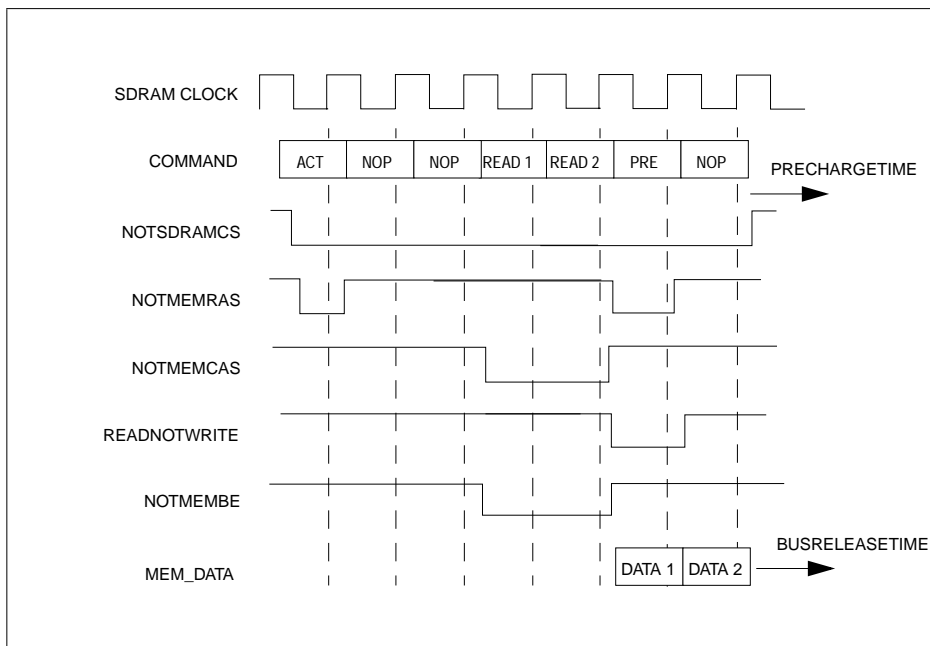 SDRAM CLOCK
COMMAND ACT NOP NOP READ 1 READ 2 PRE NOP
PRECHARGETIME
NOTSDRAMCS
NOTMEMRAS
NOTMEMCAS
READNOTWRITE
NOTMEMBE
BUSRELEASETIME
MEM_DATA DATA 1 DATA 2